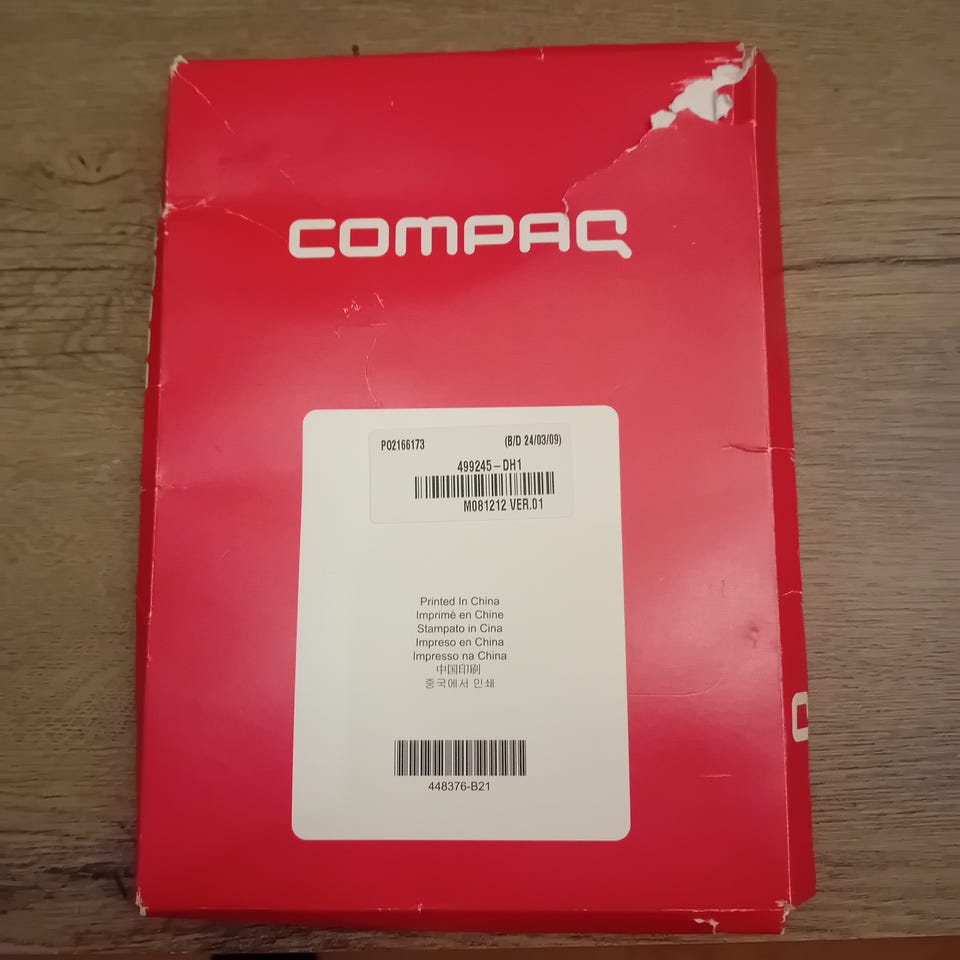 COMPAQ
PO2166173 (B/D 24/03/09)
499245-DH1
M081212 VER.01
Printed In China
Imprimé en Chine
Stampato in Cina
Impreso en China
Impresso na China
中国印刷
중국에서 인쇄
448376-B21